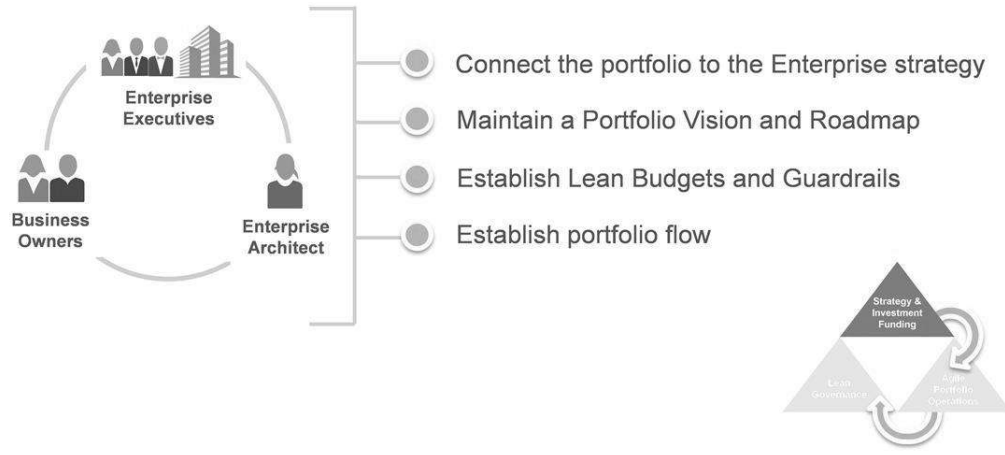 Enterprise
Executives
Business
Owners
Enterprise
Architect
Connect the portfolio to the Enterprise strategy
Maintain a Portfolio Vision and Roadmap
Establish Lean Budgets and Guardrails
Establish portfolio flow
Strategy &
Investment
Funding
Lean
Governance
Agile
Portfolio
Operations